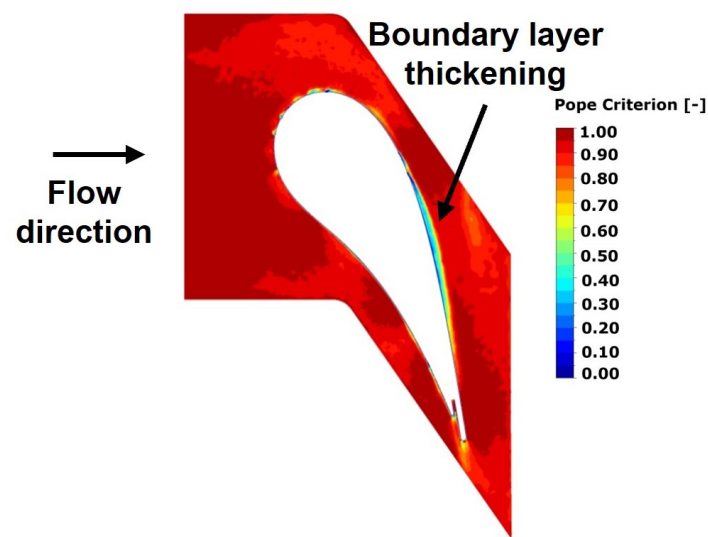 Boundary layer
thickening
Pope Criterion [-]
1.00
0.90
0.80
0.70
0.60
0.50
0.40
0.30
0.20
0.10
0.00
Flow
direction